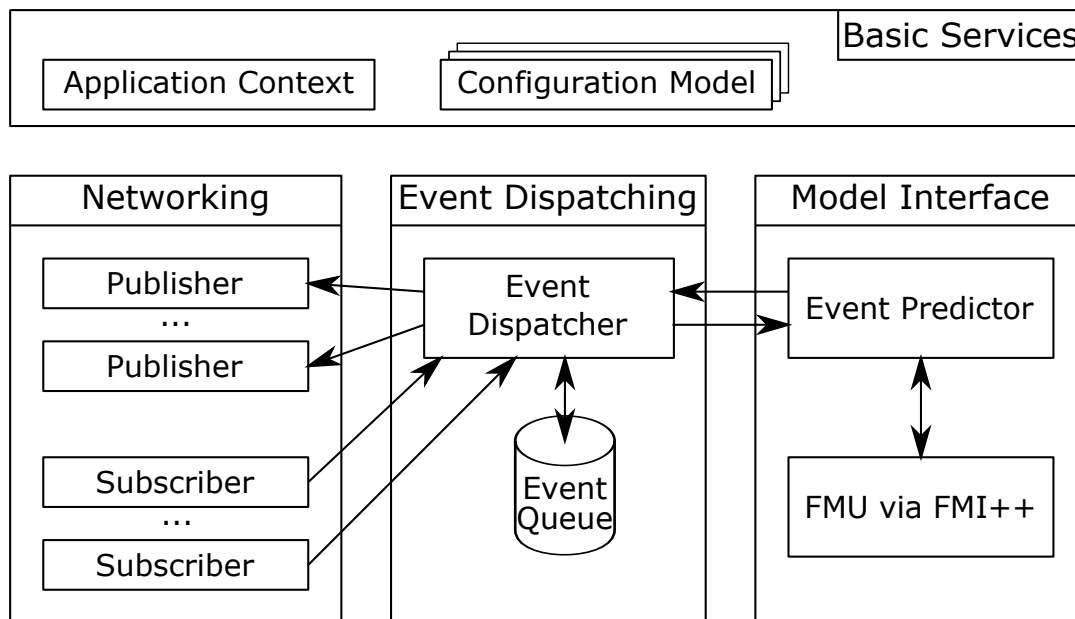 Basic Services
Application Context
Configuration Model
Networking
Publisher
...
Publisher
Subscriber
...
Subscriber
Event Dispatching
Event
Dispatcher
Event
Queue
Model Interface
Event Predictor
FMU via FMI++